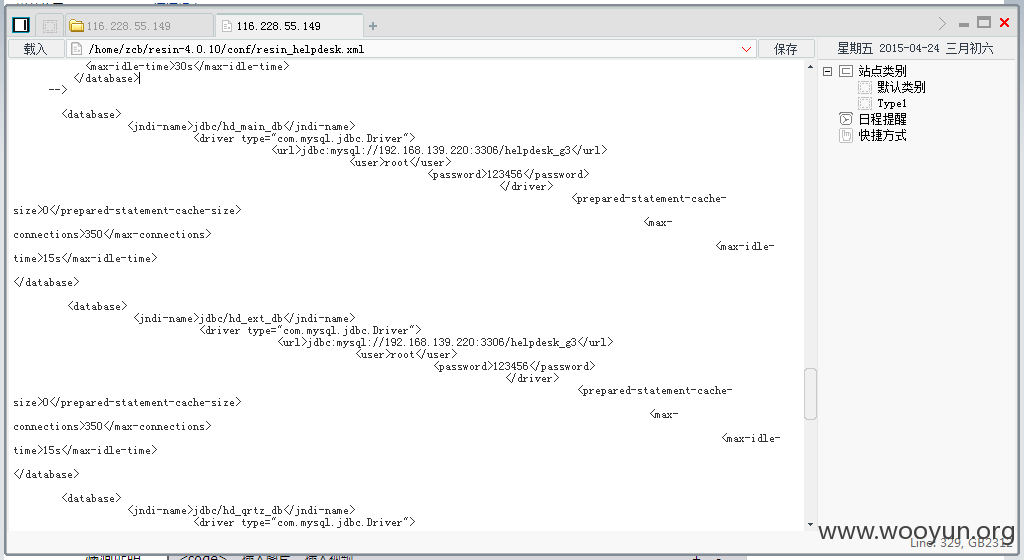 116.228.55.149
116.228.55.149
+
载入
/home/zcb/resin-4.0.10/conf/resin_helpdesk.xml
保存
星期五 2015-04-24 三月初六
<max-idle-time>30s</max-idle-time>
</database>
-->
<database>
<jndi-name>jdbc/hd_main_db</jndi-name>
<driver type="com.mysql.jdbc.Driver">
<url>jdbc:mysql://192.168.139.220:3306/helpdesk_g3</url>
<user>root</user>
<password>123456</password>
</driver>
<prepared-statement-cache-
size>0</prepared-statement-cache-size>
<max-
connections>350</max-connections>
<max-idle-
time>15s</max-idle-time>
</database>
<database>
<jndi-name>jdbc/hd_ext_db</jndi-name>
<driver type="com.mysql.jdbc.Driver">
<url>jdbc:mysql://192.168.139.220:3306/helpdesk_g3</url>
<user>root</user>
<password>123456</password>
</driver>
<prepared-statement-cache-
size>0</prepared-statement-cache-size>
<max-
connections>350</max-connections>
<max-idle-
time>15s</max-idle-time>
</database>
<database>
<jndi-name>jdbc/hd_qrtz_db</jndi-name>
<driver type="com.mysql.jdbc.Driver">
站点类别
默认类别
Type1
日程提醒
快捷方式
www.wooyun.org
Line: 329, GB2312